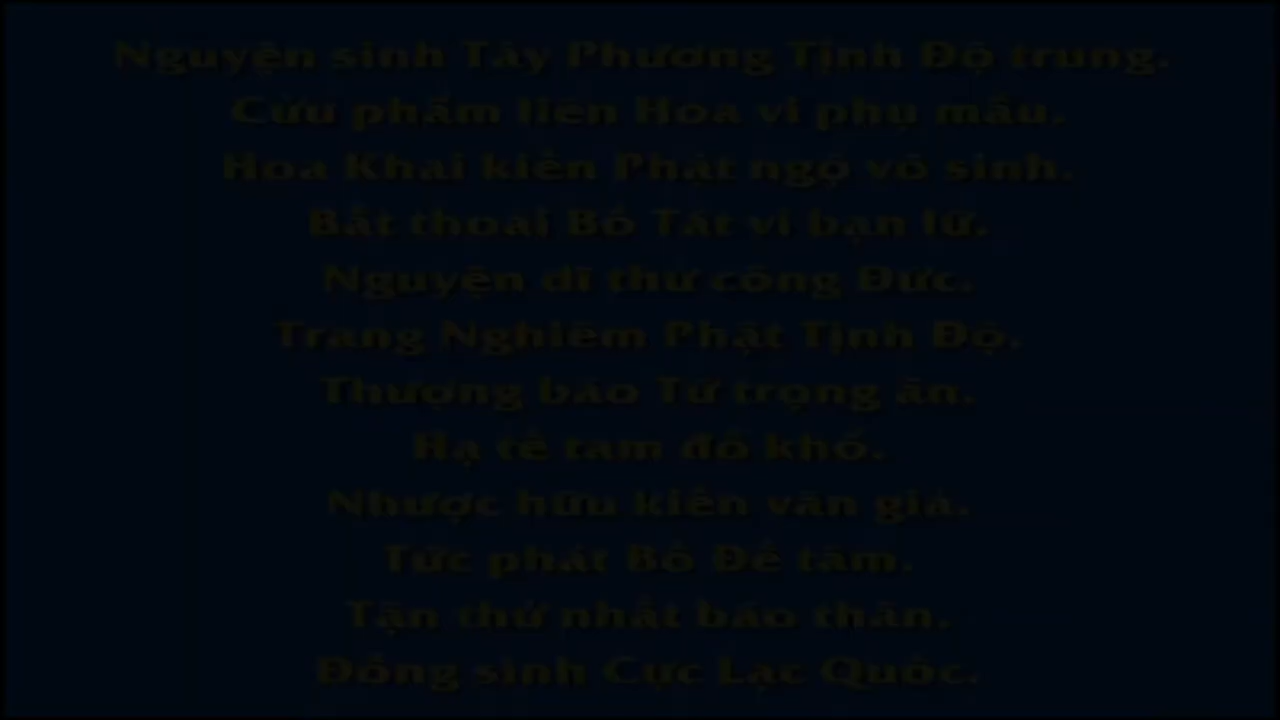 Nguyện sinh Tây Phương Tịnh Độ trung.
Cửu phẩm liên Hoa vi phụ mẫu.
Hoa Khai kiến Phật ngộ vô sinh.
Bất thoái Bồ Tát vi bạn lữ.
Nguyện dĩ thử công Đức.
Trang Nghiêm Phật Tịnh Độ.
Thượng báo Tứ trọng ân.
Hạ tế tam đồ khổ.
Nhược hữu kiến văn giả.
Tức phát Bồ Đề tâm.
Tận thử nhất báo thân.
Đồng sinh Cực Lạc Quốc.